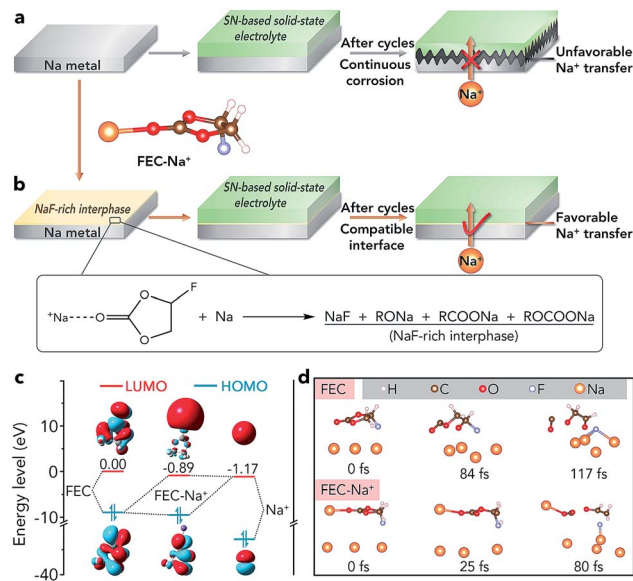 a
Na metal
SN-based solid-state
electrolyte
After cycles
Continuous
corrosion
Unfavorable
Na⁺ transfer
Na⁺
FEC-Na⁺
b
NaF-rich interphase
Na metal
SN-based solid-state
electrolyte
After cycles
Compatible
interface
Favorable
Na⁺ transfer
Na⁺
⁺Na----O O O F + Na NaF + RONa + RCOONa + ROCOONa
(NaF-rich interphase)
c
LUMO HOMO
Energy level (eV)
10
0
-10
-40
0.00
-0.89
-1.17
FEC
FEC-Na⁺
Na⁺
d
FEC H C O F Na
0 fs 84 fs 117 fs
FEC-Na⁺
0 fs 25 fs 80 fs